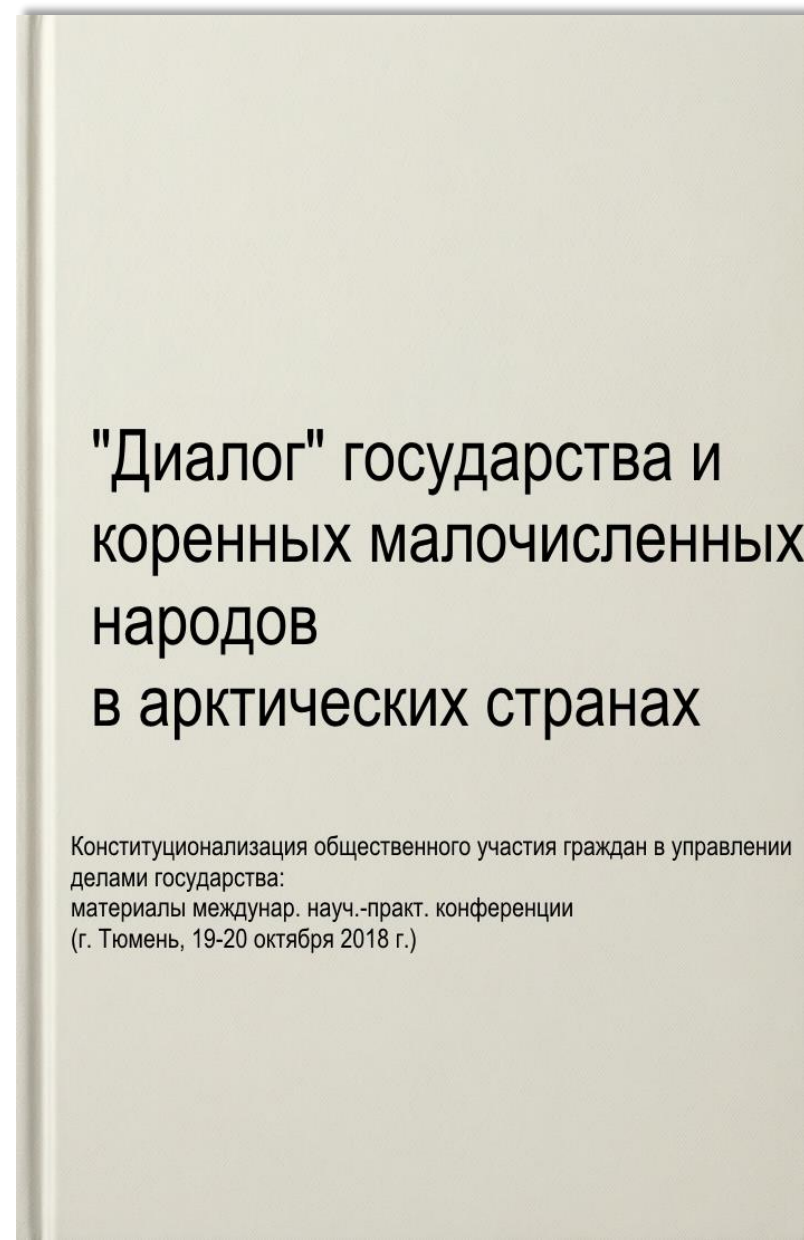 "Диалог" государства и
коренных малочисленных
народов
в арктических странах
Конституционализация общественного участия граждан в управлении
делами государства:
материалы междунар. науч.-практ. конференции
(г. Тюмень, 19-20 октября 2018 г.)